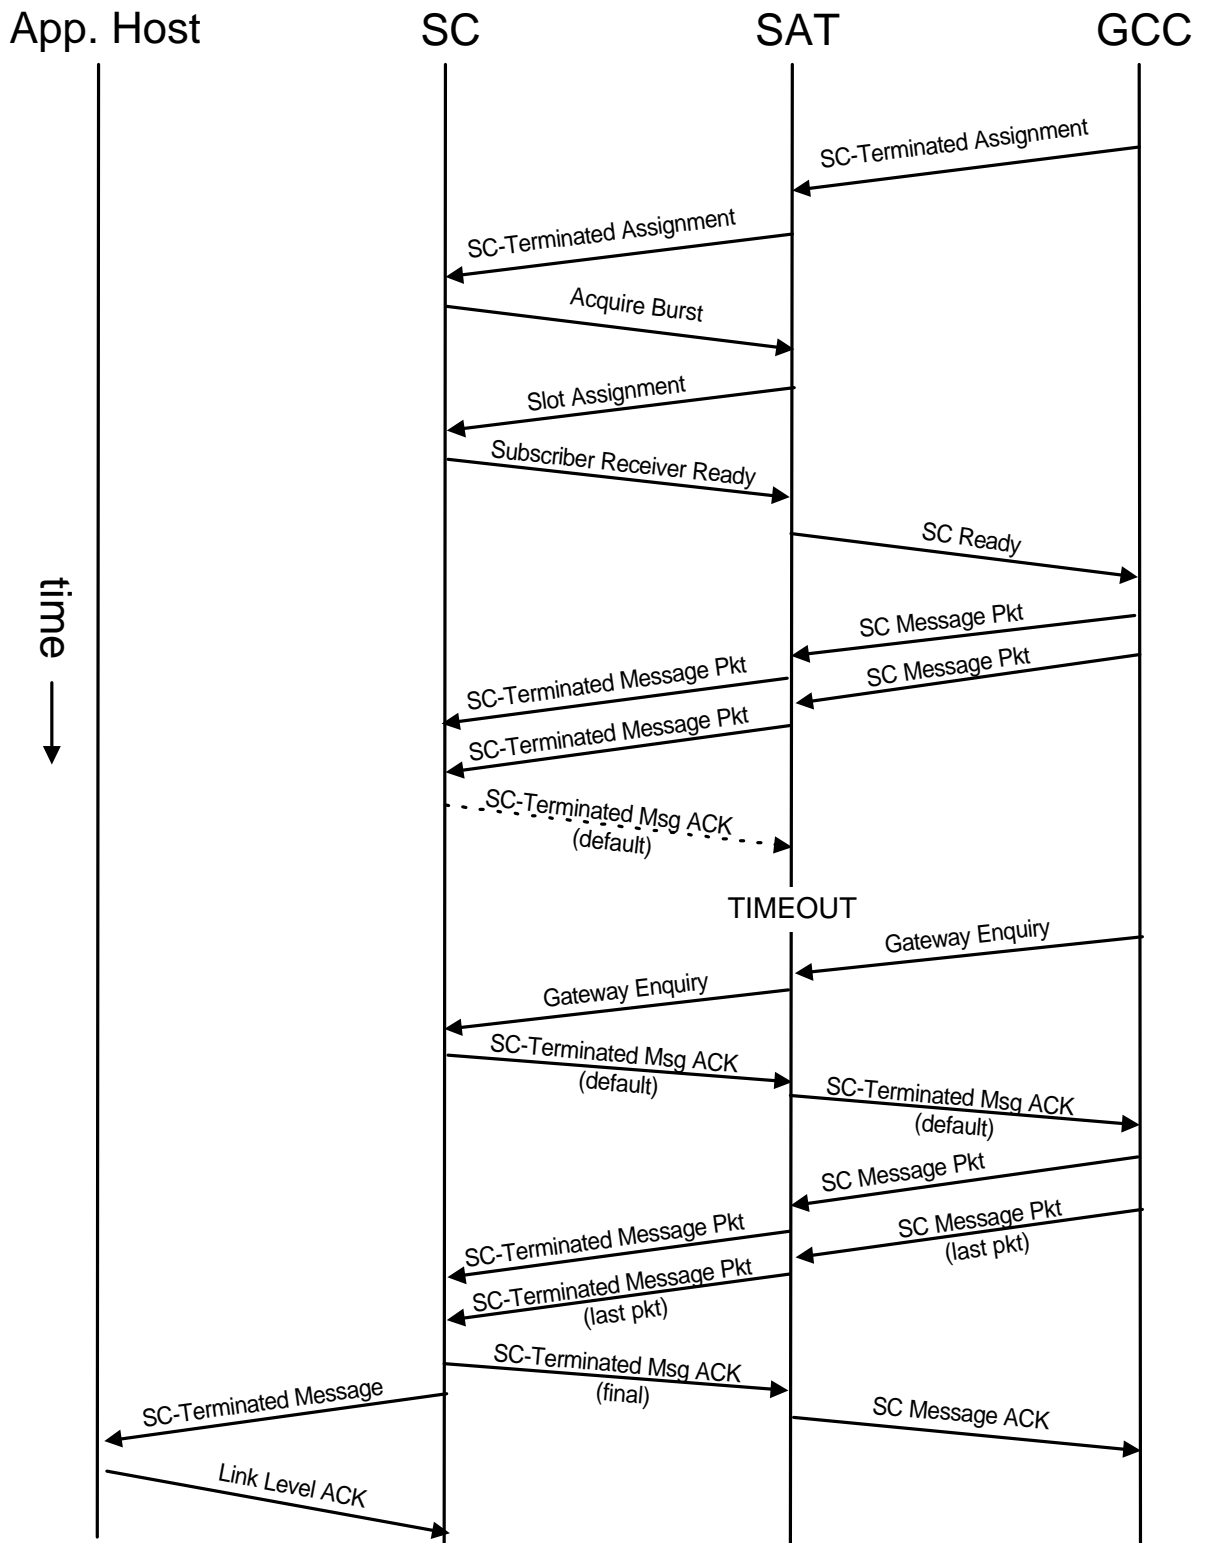 App. Host
SC
SAT
GCC
SC-Terminated Assignment
SC-Terminated Assignment
Acquire Burst
Slot Assignment
Subscriber Receiver Ready
SC Ready
time
SC Message Pkt
SC Message Pkt
SC-Terminated Message Pkt
SC-Terminated Message Pkt
SC-Terminated Msg ACK
(default)
TIMEOUT
Gateway Enquiry
Gateway Enquiry
SC-Terminated Msg ACK
(default)
SC-Terminated Msg ACK
(default)
SC Message Pkt
SC Message Pkt
(last pkt)
SC-Terminated Message Pkt
SC-Terminated Message Pkt
(last pkt)
SC-Terminated Msg ACK
(final)
SC-Terminated Message
SC Message ACK
Link Level ACK